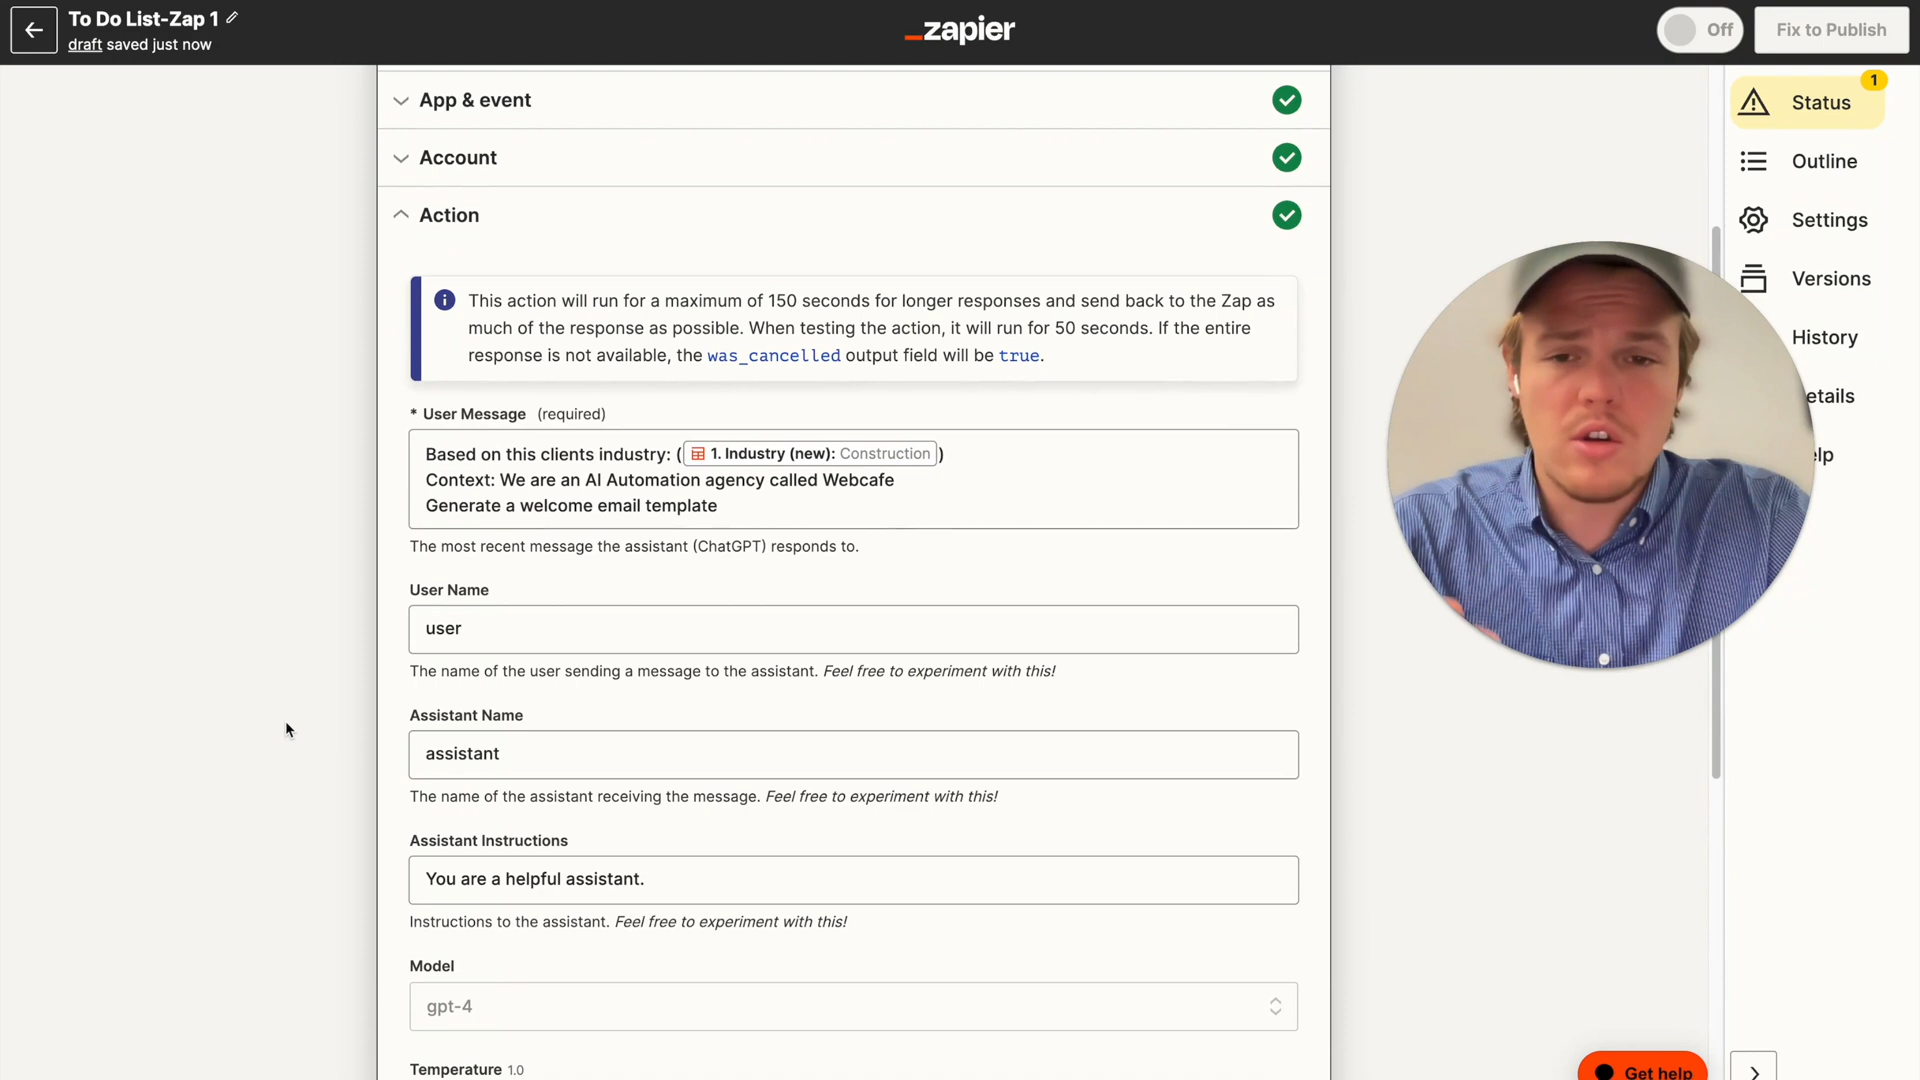 To Do List-Zap 1
draft saved just now
zapier
Off
Fix to Publish
App & event
Account
Action
This action will run for a maximum of 150 seconds for longer responses and send back to the Zap as
much of the response as possible. When testing the action, it will run for 50 seconds. If the entire
response is not available, the was_cancelled output field will be true.
* User Message (required)
Based on this clients industry: ( 1. Industry (new): Construction )
Context: We are an AI Automation agency called Webcafe
Generate a welcome email template
The most recent message the assistant (ChatGPT) responds to.
User Name
user
The name of the user sending a message to the assistant. Feel free to experiment with this!
Assistant Name
assistant
The name of the assistant receiving the message. Feel free to experiment with this!
Assistant Instructions
You are a helpful assistant.
Instructions to the assistant. Feel free to experiment with this!
Model
gpt-4
Temperature 1.0
1
Status
Outline
Settings
Versions
History
etails
lp
Get help